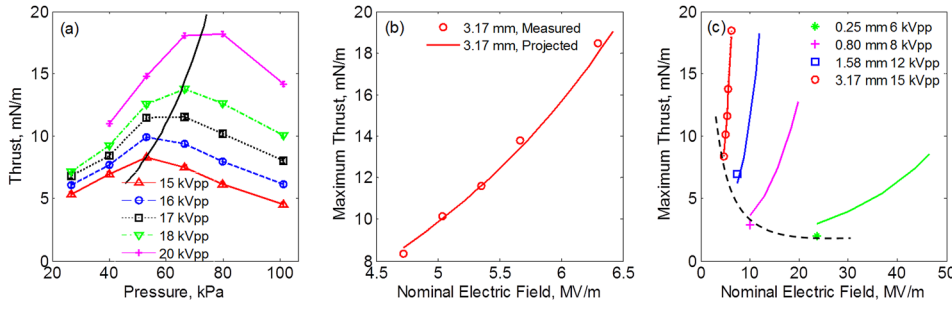 (a)
Thrust, mN/m
20
15
10
5
0
20
40
60
80
100
Pressure, kPa
15 kVpp
16 kVpp
17 kVpp
18 kVpp
20 kVpp
(b)
3.17 mm, Measured
3.17 mm, Projected
Maximum Thrust, mN/m
20
18
16
14
12
10
8
4.5
5
5.5
6
6.5
Nominal Electric Field, MV/m
(c)
0.25 mm 6 kVpp
0.80 mm 8 kVpp
1.58 mm 12 kVpp
3.17 mm 15 kVpp
Maximum Thrust, mN/m
20
15
10
5
0
0
10
20
30
40
50
Nominal Electric Field, MV/m